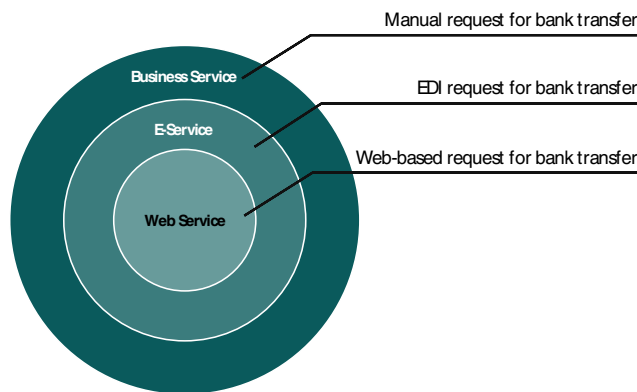 Manual request for bank transfer
Business Service
EDI request for bank transfer
E-Service
Web-based request for bank transfer
Web Service